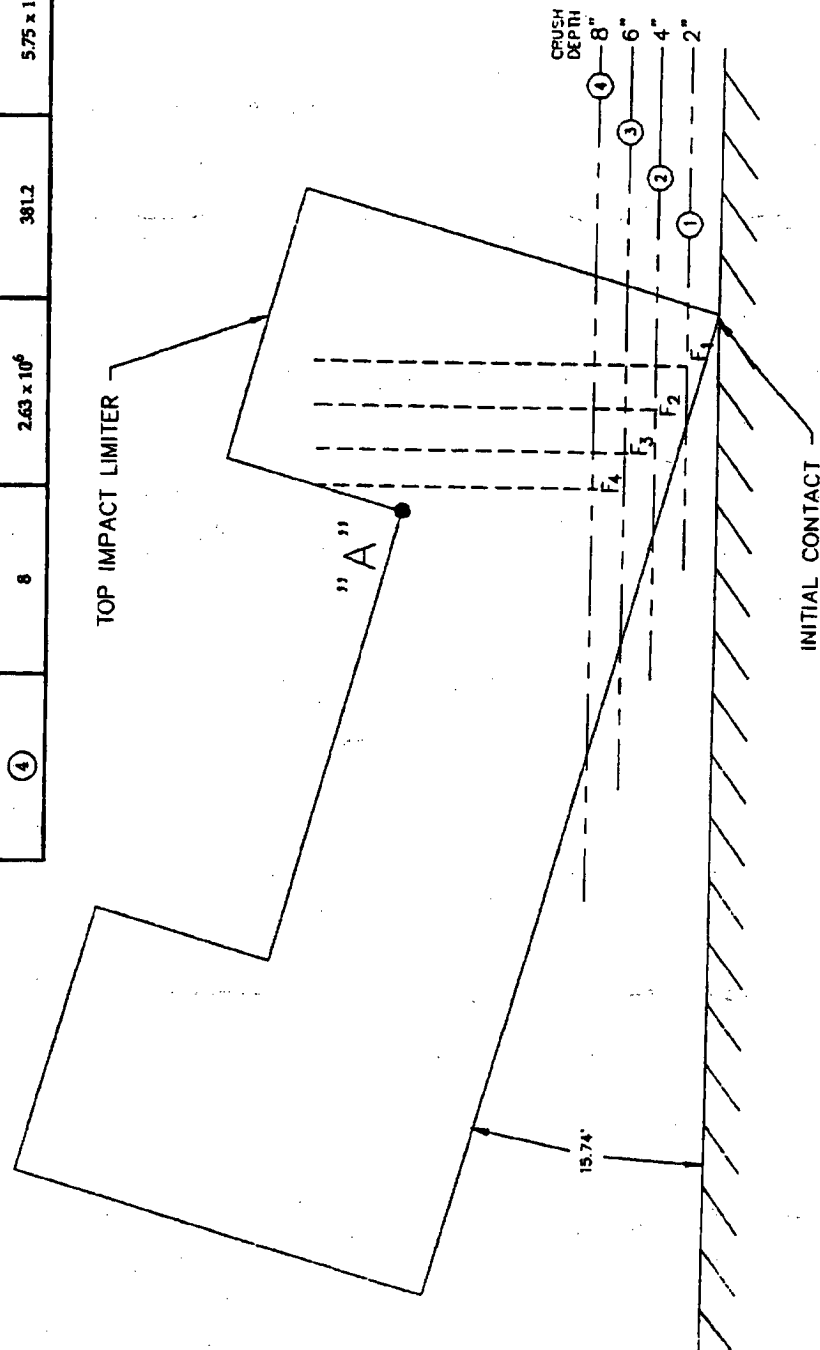 ④ 8 2.63 x 10⁶ 381.2 5.75 x 1
TOP IMPACT LIMITER
"A"
CRUSH
DEPTH
④ 8"
③ 6"
② 4"
① 2"
F1
F2
F3
F4
15.74°
INITIAL CONTACT